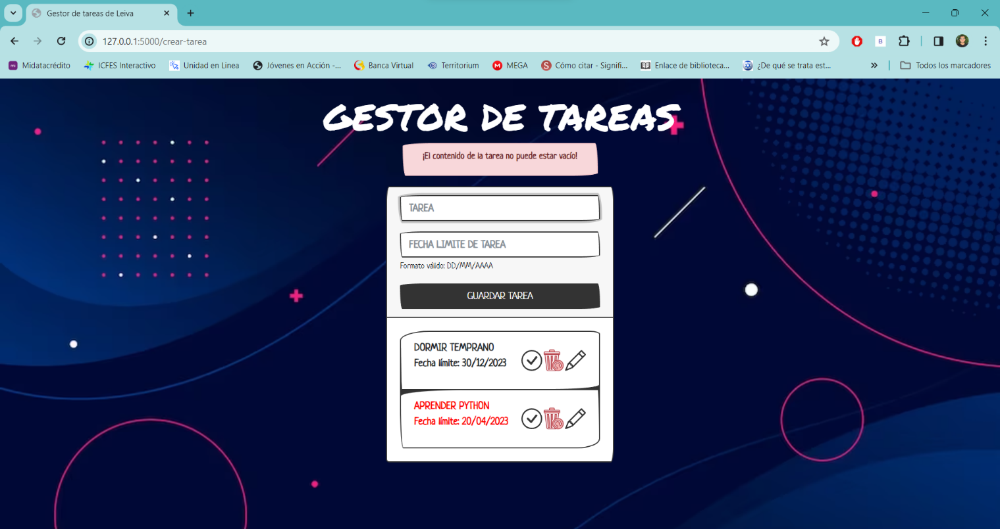 Gestor de tareas de Leiva
127.0.0.1:5000/crear-tarea
B
mi Midatacrédito ICFES Interactivo Unidad en Linea Jóvenes en Acción -... Banca Virtual Territorium M MEGA S Cómo citar - Signifi... Enlace de biblioteca... ¿De qué se trata est... » Todos los marcadores
GESTOR DE TAREAS
¡El contenido de la tarea no puede estar vacío!
TAREA
FECHA LIMITE DE TAREA
Formato válido: DD/MM/AAAA
GUARDAR TAREA
DORMIR TEMPRANO
Fecha límite: 30/12/2023
APRENDER PYTHON
Fecha límite: 20/04/2023